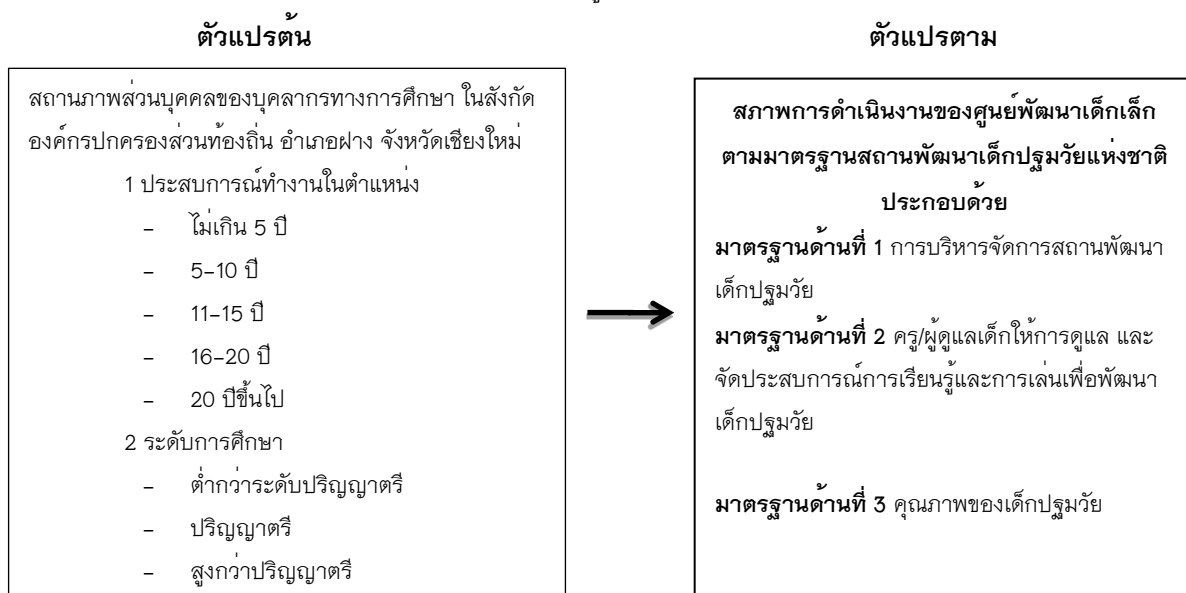 ตัวแปรต้น
สถานภาพส่วนบุคคลของบุคลากรทางการศึกษา ในสังกัด
องค์กรปกครองส่วนท้องถิ่น อำเภอฝาง จังหวัดเชียงใหม่
1 ประสบการณ์ทำงานในตำแหน่ง
– ไม่เกิน 5 ปี
– 5–10 ปี
– 11–15 ปี
– 16–20 ปี
– 20 ปีขึ้นไป
2 ระดับการศึกษา
– ต่ำกว่าระดับปริญญาตรี
– ปริญญาตรี
– สูงกว่าปริญญาตรี
ตัวแปรตาม
สภาพการดำเนินงานของศูนย์พัฒนาเด็กเล็ก
ตามมาตรฐานสถานพัฒนาเด็กปฐมวัยแห่งชาติ
ประกอบด้วย
มาตรฐานด้านที่ 1 การบริหารจัดการสถานพัฒนา
เด็กปฐมวัย
มาตรฐานด้านที่ 2 ครู/ผู้ดูแลเด็กให้การดูแล และ
จัดประสบการณ์การเรียนรู้และการเล่นเพื่อพัฒนา
เด็กปฐมวัย
มาตรฐานด้านที่ 3 คุณภาพของเด็กปฐมวัย